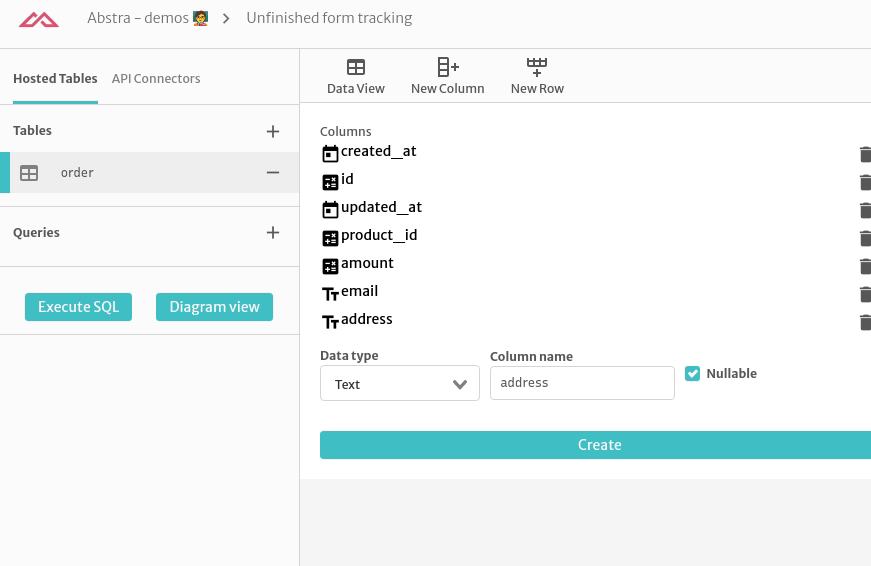 Abstra – demos
Unfinished form tracking
Hosted Tables
API Connectors
Data View
New Column
New Row
Tables
order
Queries
Execute SQL
Diagram view
Columns
created_at
id
updated_at
product_id
amount
email
address
Data type
Column name
Text
address
Nullable
Create